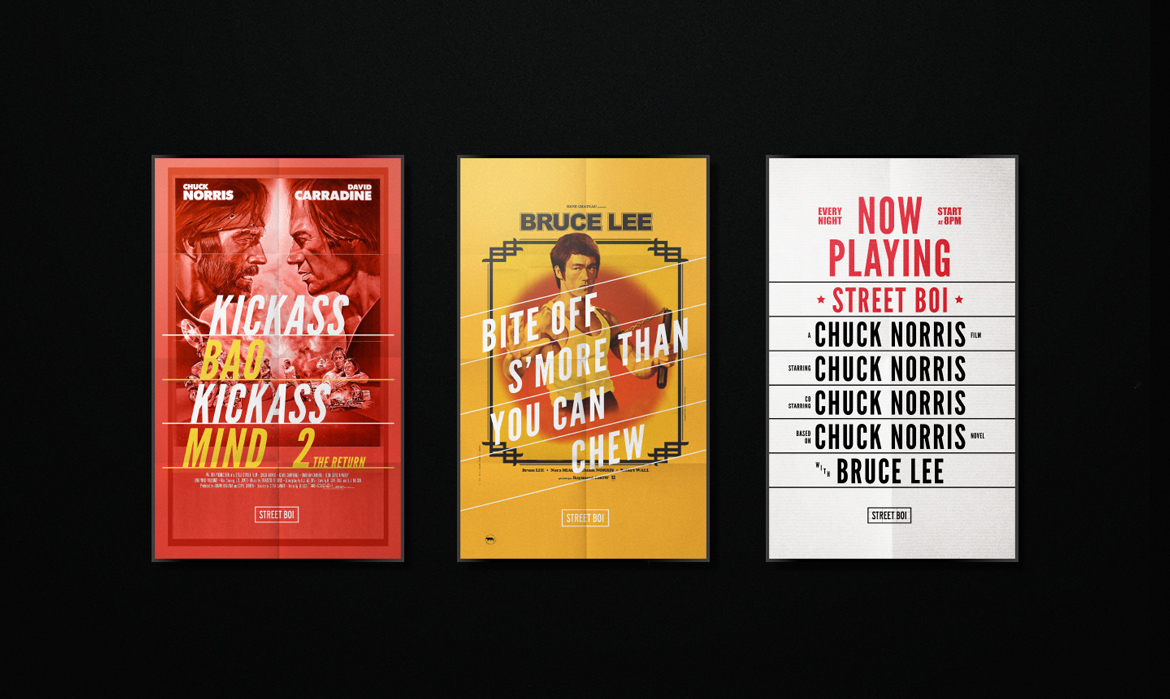 CHUCK
NORRIS
DAVID
CARRADINE
KICKASS
BAO
KICKASS
MIND 2 THE RETURN
STREET BOI
BRUCE LEE
BITE OFF
S'MORE THAN
YOU CAN
CHEW
STREET BOI
EVERY
NIGHT
NOW
PLAYING
START
AT 8PM
★ STREET BOI ★
A CHUCK NORRIS FILM
STARRING CHUCK NORRIS
CO
STARRING
CHUCK NORRIS
BASED
ON
CHUCK NORRIS NOVEL
WITH BRUCE LEE
STREET BOI